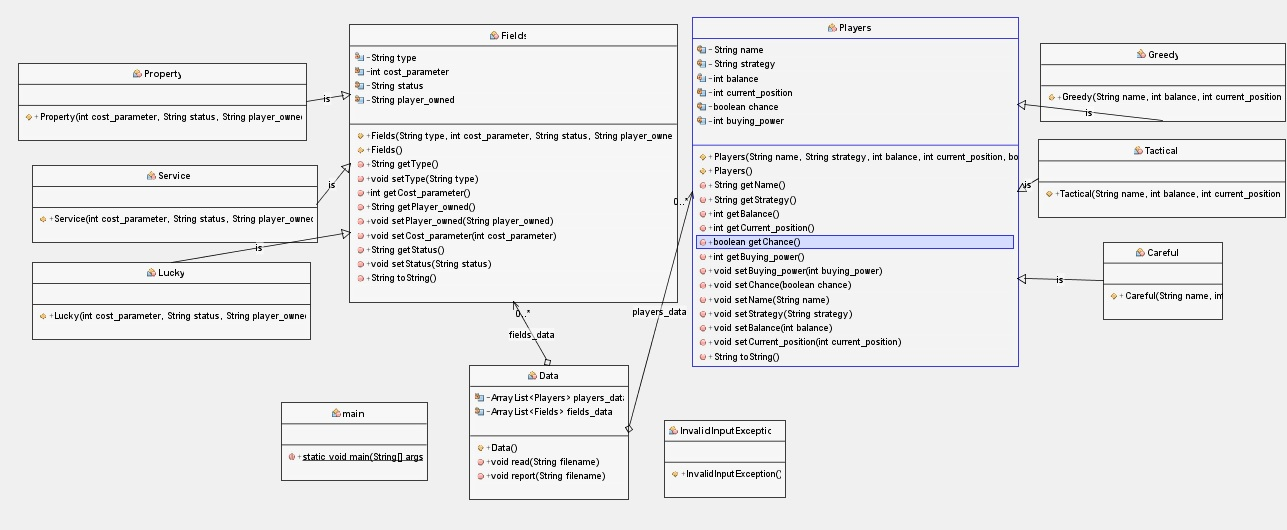 Property
+Property(int cost_parameter, String status, String player_owne
is
Service
+Service(int cost_parameter, String status, String player_owne
is
Lucky
+Lucky(int cost_parameter, String status, String player_owne
is
Fields
-String type
-int cost_parameter
-String status
-String player_owned
+Fields(String type, int cost_parameter, String status, String player_owne
+Fields()
+String getType()
+void setType(String type)
+int getCost_parameter()
+String getPlayer_owned()
+void setPlayer_owned(String player_owned)
+void setCost_parameter(int cost_parameter)
+String getStatus()
+void setStatus(String status)
+String toString()
Players
-String name
-String strategy
-int balance
-int current_position
-boolean chance
-int buying_power
+Players(String name, String strategy, int balance, int current_position, bo
+Players()
+String getName()
+String getStrategy()
+int getBalance()
+int getCurrent_position()
+boolean getChance()
+int getBuying_power()
+void setBuying_power(int buying_power)
+void setChance(boolean chance)
+void setName(String name)
+void setStrategy(String strategy)
+void setBalance(int balance)
+void setCurrent_position(int current_position)
+String toString()
Greedy
+Greedy(String name, int balance, int current_position
is
Tactical
+Tactical(String name, int balance, int current_position
is
Careful
+Careful(String name, in
is
0..*
fields_data
0..*
players_data
Data
-ArrayList<Players> players_data
-ArrayList<Fields> fields_data
+Data()
+void read(String filename)
+void report(String filename)
main
+static void main(String[] args
InvalidInputExceptic
+InvalidInputException()